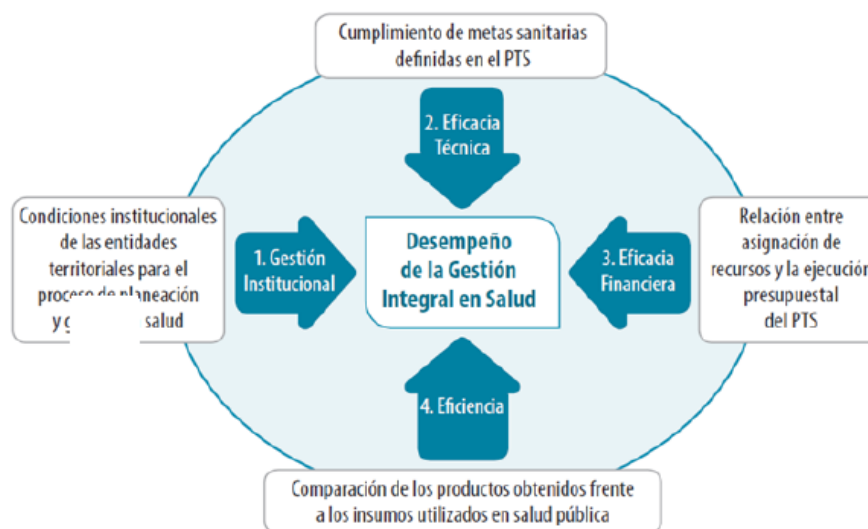 Cumplimiento de metas sanitarias
definidas en el PTS
2. Eficacia
Técnica
Condiciones institucionales
de las entidades
territoriales para el
proceso de planeación
y salud
1. Gestión
Institucional
Desempeño
de la Gestión
Integral en Salud
3. Eficacia
Financiera
Relación entre
asignación de
recursos y la ejecución
presupuestal
del PTS
4. Eficiencia
Comparación de los productos obtenidos frente
a los insumos utilizados en salud pública